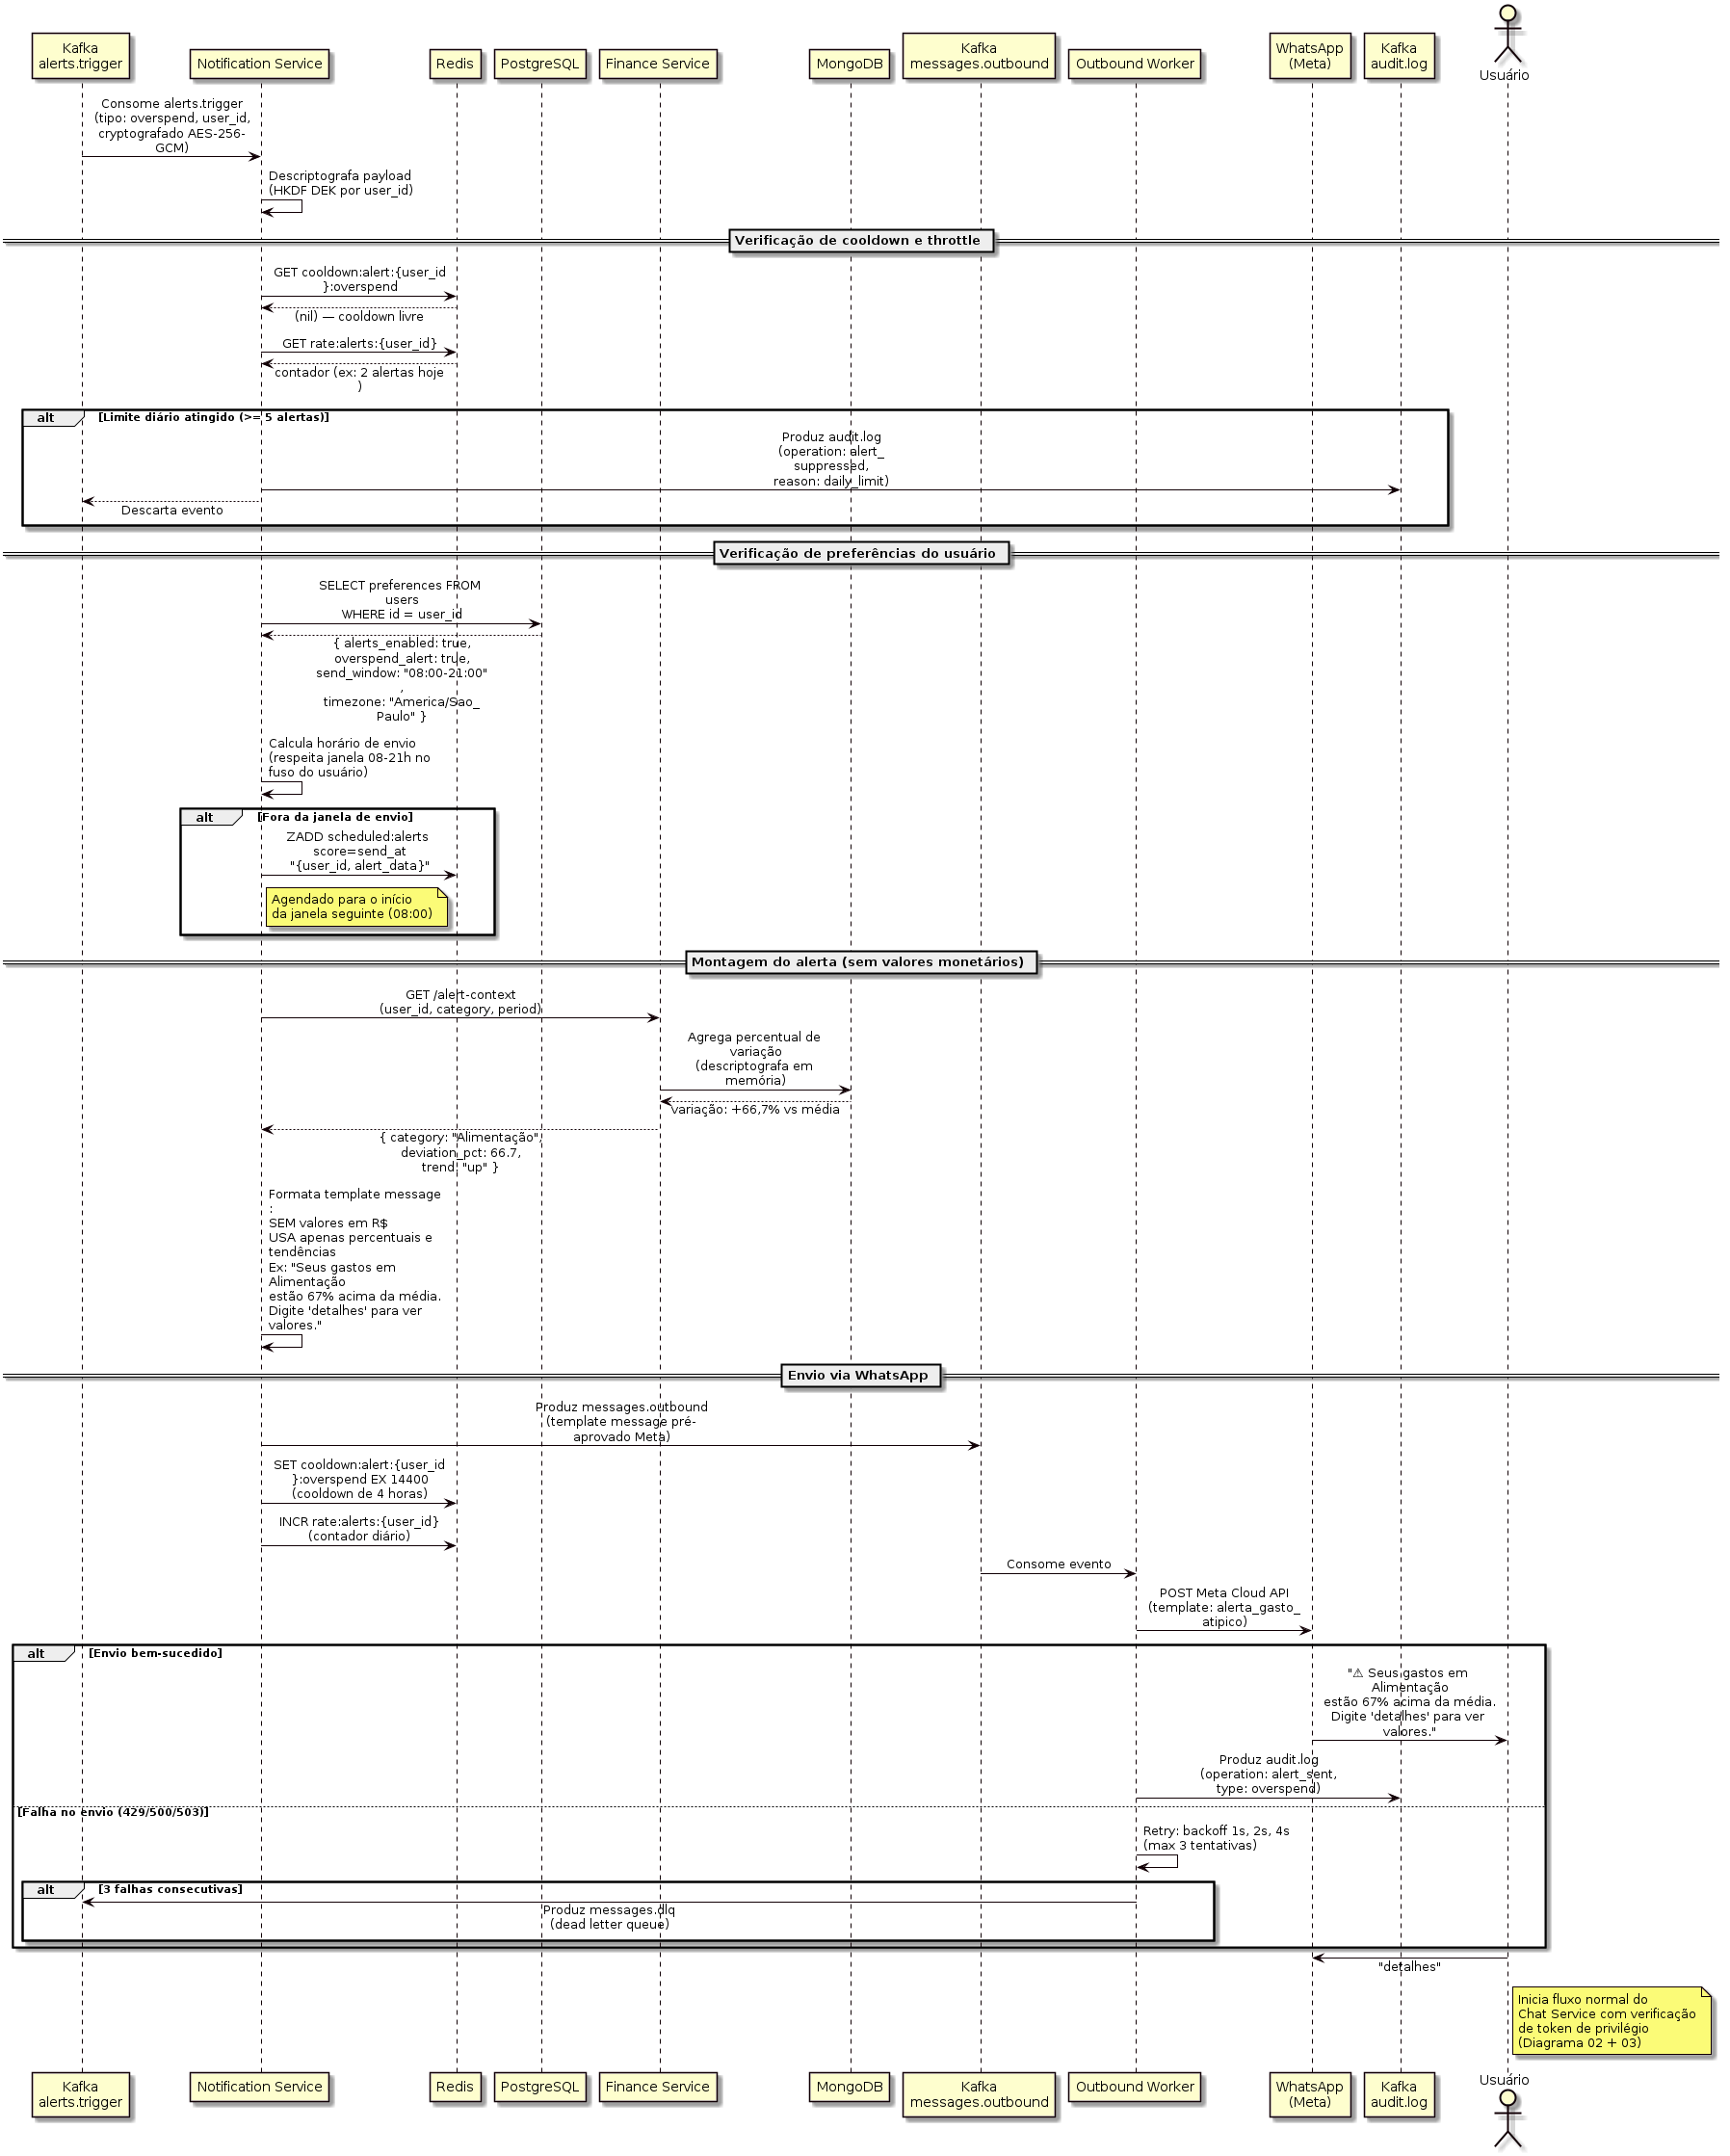 Kafka
alerts.trigger
Notification Service
Redis
PostgreSQL
Finance Service
MongoDB
Kafka
messages.outbound
Outbound Worker
WhatsApp
(Meta)
Kafka
audit.log
Usuário
Consome alerts.trigger
(tipo: overspend, user_id,
cryptografado AES-256-
GCM)
Descriptografa payload
(HKDF DEK por user_id)
Verificação de cooldown e throttle
GET cooldown:alert:{user_id
}:overspend
(nil) — cooldown livre
GET rate:alerts:{user_id}
contador (ex: 2 alertas hoje
)
alt [Limite diário atingido (>= 5 alertas)]
Produz audit.log
(operation: alert_
suppressed,
reason: daily_limit)
Descarta evento
Verificação de preferências do usuário
SELECT preferences FROM
users
WHERE id = user_id
{ alerts_enabled: true,
overspend_alert: true,
send_window: "08:00-21:00"
,
timezone: "America/Sao_
Paulo" }
Calcula horário de envio
(respeita janela 08-21h no
fuso do usuário)
alt [Fora da janela de envio]
ZADD scheduled:alerts
score=send_at
"{user_id, alert_data}"
Agendado para o início
da janela seguinte (08:00)
Montagem do alerta (sem valores monetários)
GET /alert-context
(user_id, category, period)
Agrega percentual de
variação
(descriptografa em
memória)
variação: +66,7% vs média
{ category: "Alimentação",
deviation_pct: 66.7,
trend: "up" }
Formata template message
:
SEM valores em R$
USA apenas percentuais e
tendências
Ex: "Seus gastos em
Alimentação
estão 67% acima da média.
Digite 'detalhes' para ver
valores."
Envio via WhatsApp
Produz messages.outbound
(template message pré-
aprovado Meta)
SET cooldown:alert:{user_id
}:overspend EX 14400
(cooldown de 4 horas)
INCR rate:alerts:{user_id}
(contador diário)
Consome evento
POST Meta Cloud API
(template: alerta_gasto_
atipico)
alt [Envio bem-sucedido]
"⚠ Seus gastos em
Alimentação
estão 67% acima da média.
Digite 'detalhes' para ver
valores."
Produz audit.log
(operation: alert_sent,
type: overspend)
[Falha no envio (429/500/503)]
Retry: backoff 1s, 2s, 4s
(max 3 tentativas)
alt [3 falhas consecutivas]
Produz messages.dlq
(dead letter queue)
"detalhes"
Inicia fluxo normal do
Chat Service com verificação
de token de privilégio
(Diagrama 02 + 03)
Kafka
alerts.trigger
Notification Service
Redis
PostgreSQL
Finance Service
MongoDB
Kafka
messages.outbound
Outbound Worker
WhatsApp
(Meta)
Kafka
audit.log
Usuário